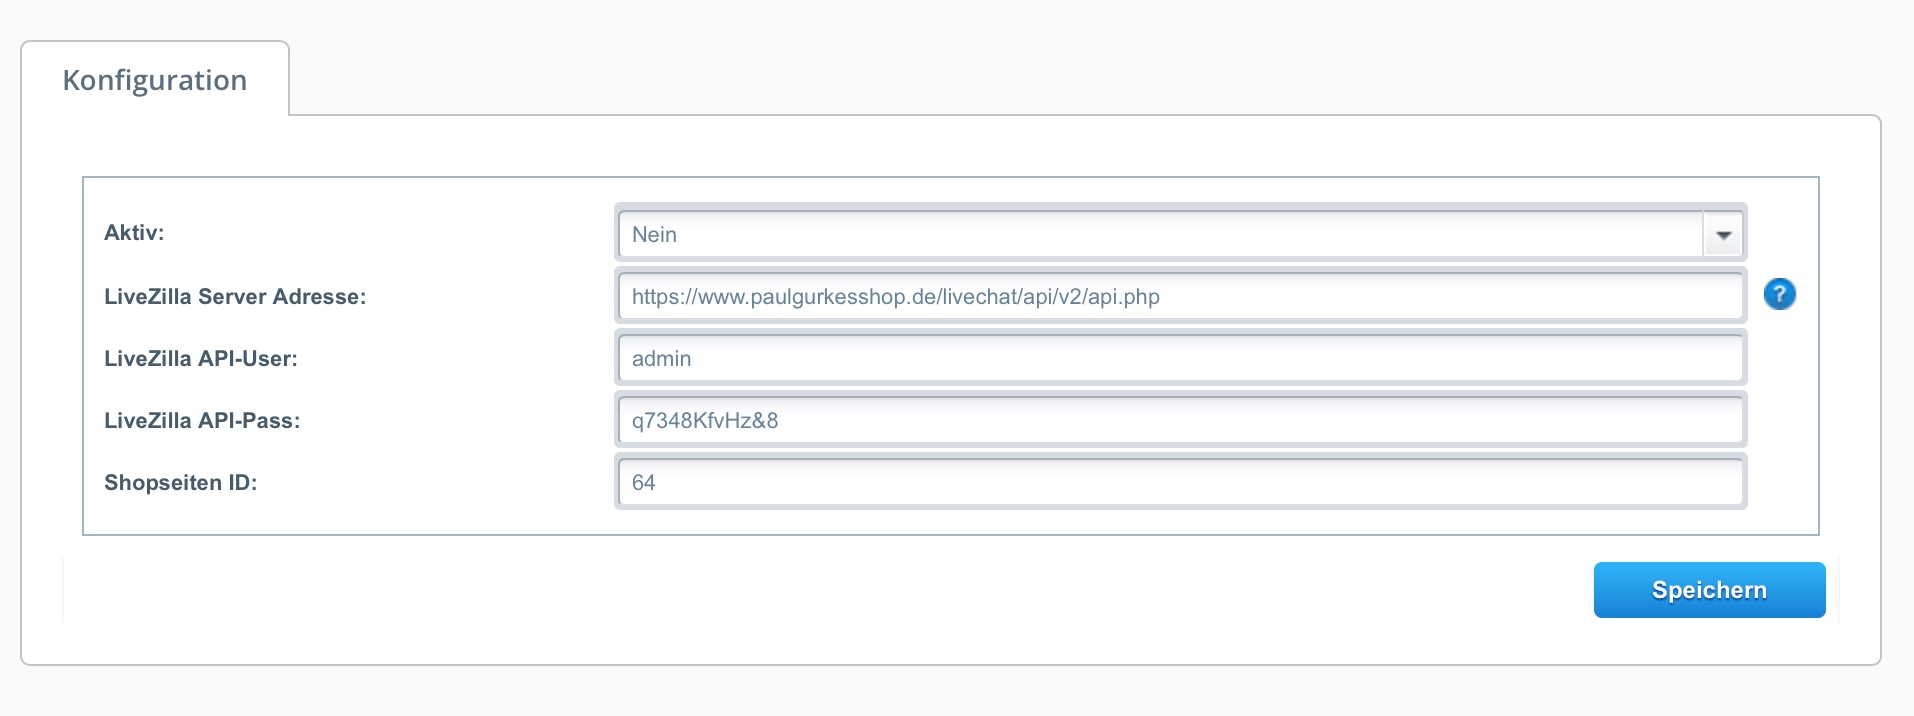 Konfiguration
Aktiv: Nein
LiveZilla Server Adresse: https://www.paulgurkesshop.de/livechat/api/v2/api.php ?
LiveZilla API-User: admin
LiveZilla API-Pass: q7348KfvHz&8
Shopseiten ID: 64
Speichern